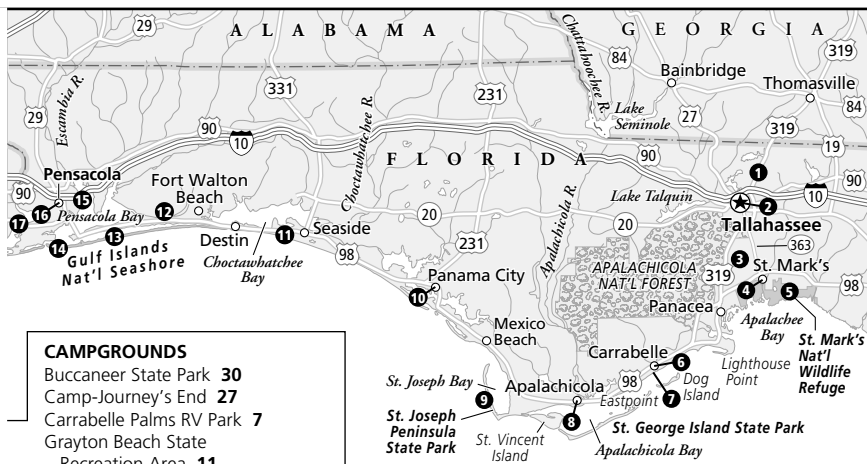 29
ALABAMA
GEORGIA
319
331
231
Chattahoochee R.
84
Bainbridge
Thomasville
84
Escambia R.
29
Choctawhatchee R.
Lake
Seminole
27
319
19
90
10
90
FLORIDA
90
1
90
10
Pensacola
Fort Walton
Beach
90
15
16
Pensacola Bay
12
17
14
13
Gulf Islands
Nat'l Seashore
Destin
Choctawhatchee
Bay
11
Seaside
98
20
Apalachicola R.
Lake Talquin
20
2
Tallahassee
363
231
Panama City
10
APALACHICOLA
NAT'L FOREST
3
319
St. Mark's
4
5
98
Panacea
Apalachee
Bay
St. Mark's
Nat'l
Wildlife
Refuge
Mexico
Beach
Carrabelle
6
Lighthouse
Point
Dog
Island
98
Eastpoint
7
St. Joseph Bay
Apalachicola
9
8
St. Joseph
Peninsula
State Park
St. Vincent
Island
St. George Island State Park
Apalachicola Bay
CAMPGROUNDS
Buccaneer State Park 30
Camp-Journey's End 27
Carrabelle Palms RV Park 7
Grayton Beach State
Recreation Area 11